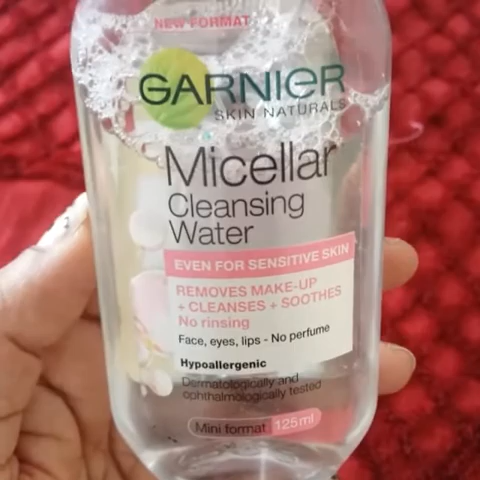 NEW FORMAT
GARNIER
SKIN NATURALS
Micellar
Cleansing
Water
EVEN FOR SENSITIVE SKIN
REMOVES MAKE-UP
+ CLEANSES + SOOTHES
No rinsing
Face, eyes, lips - No perfume
Hypoallergenic
Dermatologically and
ophthalmologically tested
Mini format 125ml